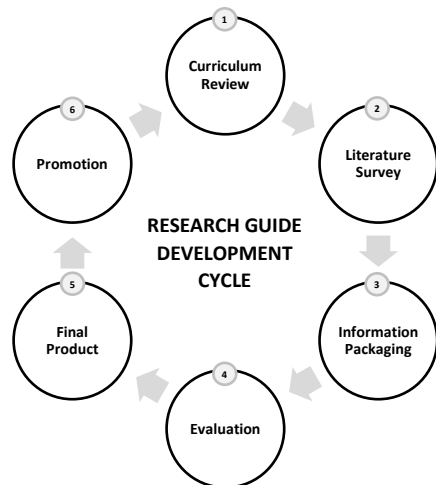 1
Curriculum
Review
2
Literature
Survey
3
Information
Packaging
4
Evaluation
5
Final
Product
6
Promotion
RESEARCH GUIDE
DEVELOPMENT
CYCLE